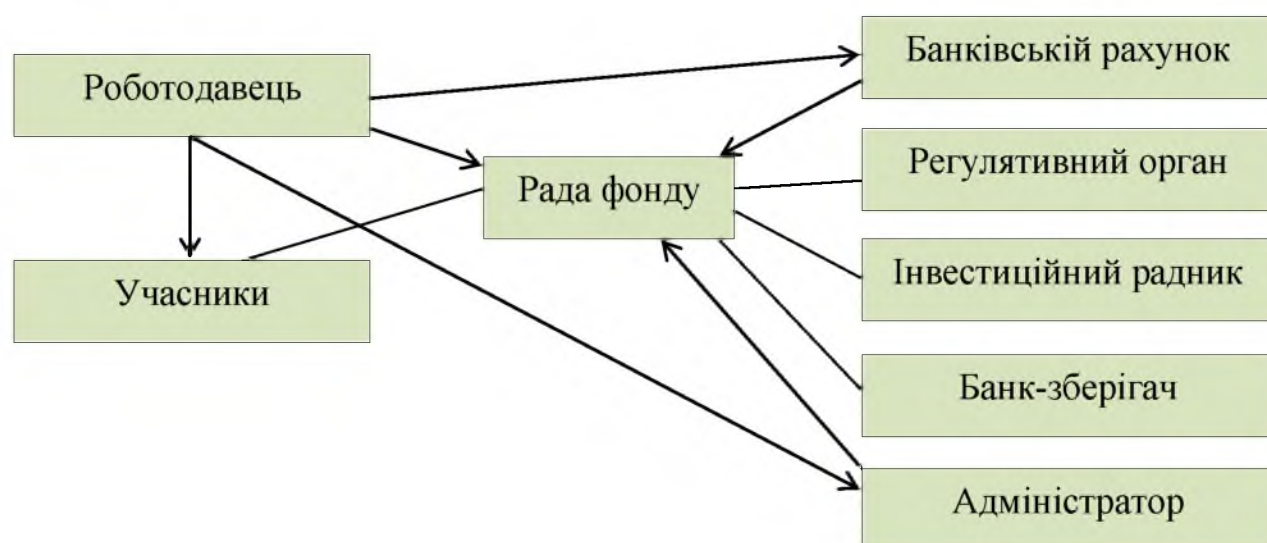 Роботодавець
Учасники
Рада фонду
Банківській рахунок
Регулятивний орган
Інвестиційний радник
Банк-зберігач
Адміністратор